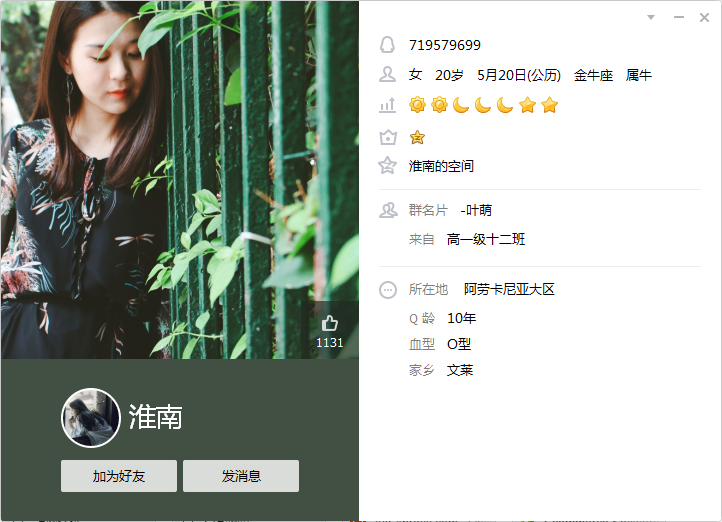 719579699
女 20岁 5月20日(公历) 金牛座 属牛
淮南的空间
群名片 -叶萌
来自 高一级十二班
所在地 阿劳卡尼亚大区
Q 龄 10年
血型 O型
家乡 文莱
1131
淮南
加为好友 发消息